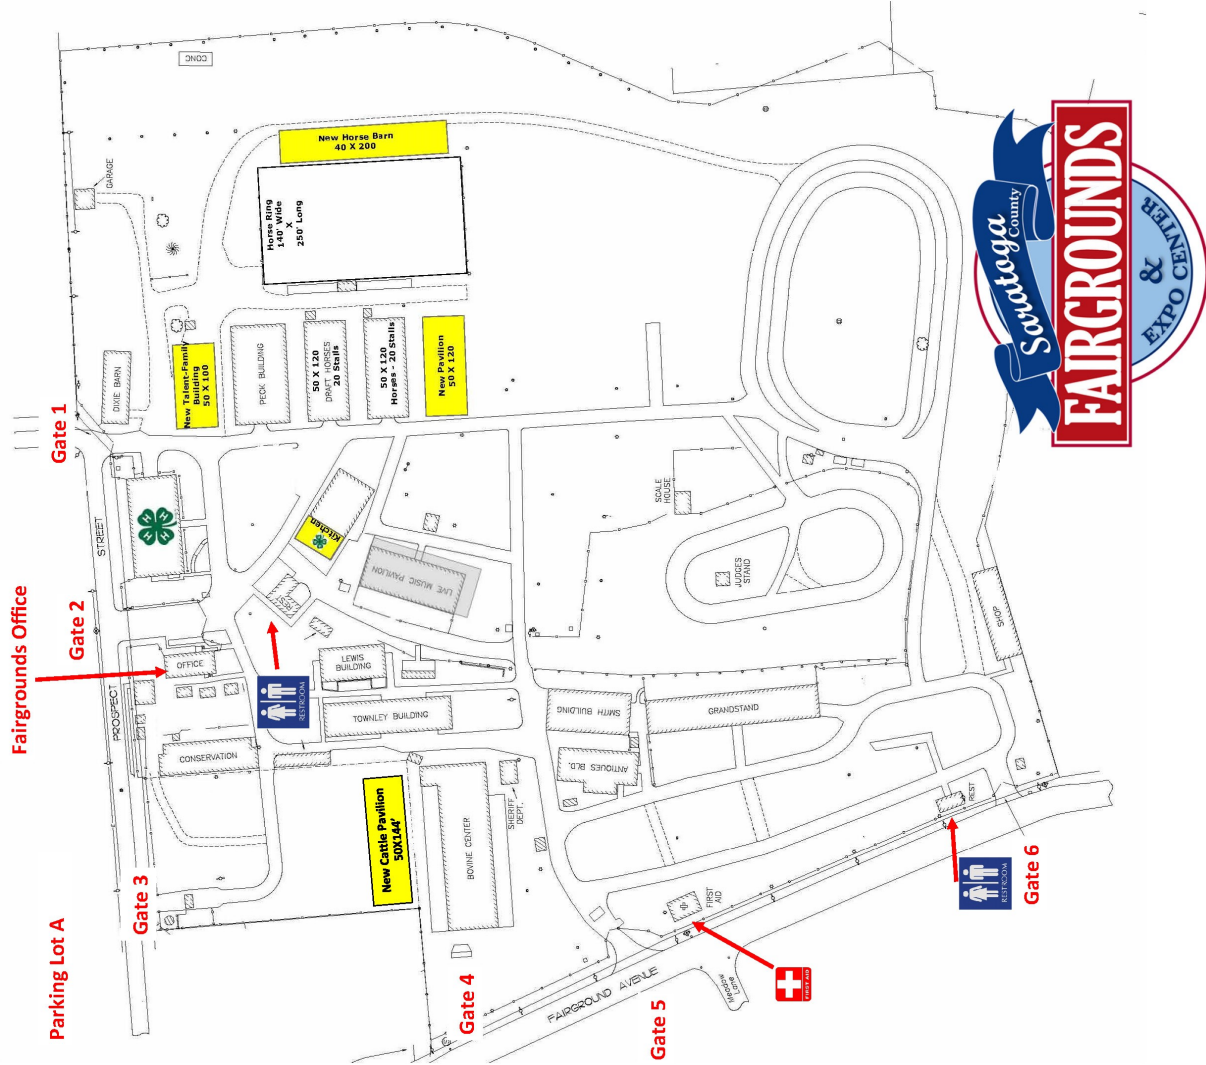 CONC
GARAGE
New Horse Barn
40 X 200
Horse Ring
140' Wide
X
250' Long
DIXIE BARN
New Talent-Family
Building
50 X 100
PECK BUILDING
50 X 120
DRAFT HORSES
20 Stalls
50 X 120
Horses - 20 Stalls
New Pavilion
50 X 120
Gate 1
STREET
H H
H H
Kitchen
LIVE MUSIC PAVILION
SCALE
HOUSE
JUDGES
STAND
SHOP
Saratoga
County
FAIRGROUNDS
&
EXPO CENTER
Fairgrounds Office
Gate 2
PROSPECT
OFFICE
REST
RESTROOM
LEWIS
BUILDING
TOWNLEY BUILDING
CONSERVATION
SMITH BUILDING
GRANDSTAND
ANTIQUES BLD.
New Cattle Pavilion
50X144'
BOVINE CENTER
SHERIFF
DEPT.
REST
RESTROOM
Gate 6
Parking Lot A
Gate 3
Gate 4
FIRST
AID
FIRST AID
FAIRGROUND AVENUE
Meadow
Lane
Gate 5